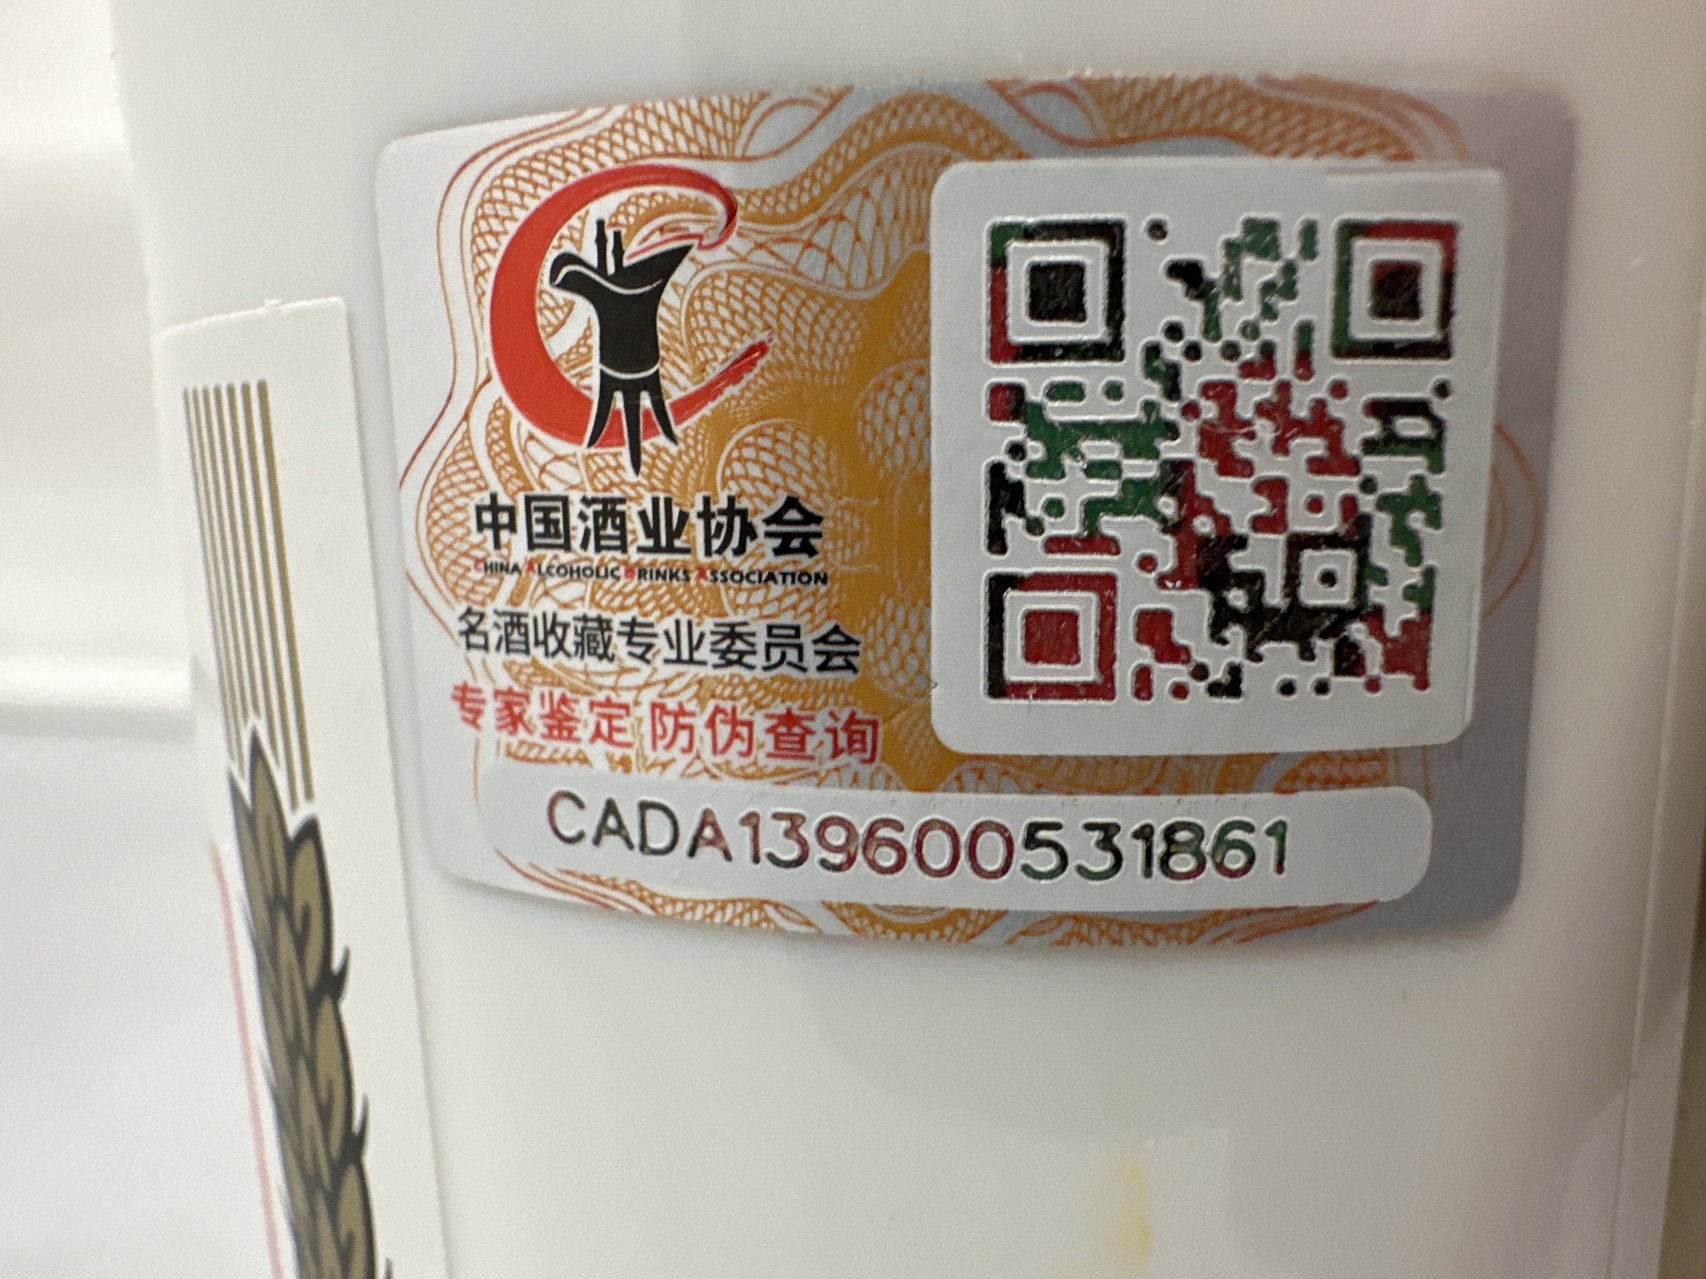 中国酒业协会
CHINA ALCOHOLIC DRINKS ASSOCIATION
名酒收藏专业委员会
专家鉴定 防伪查询
CADA139600531861